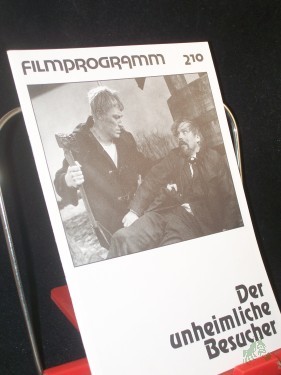 FILMPROGRAMM 210
Der
unheimliche
Besucher